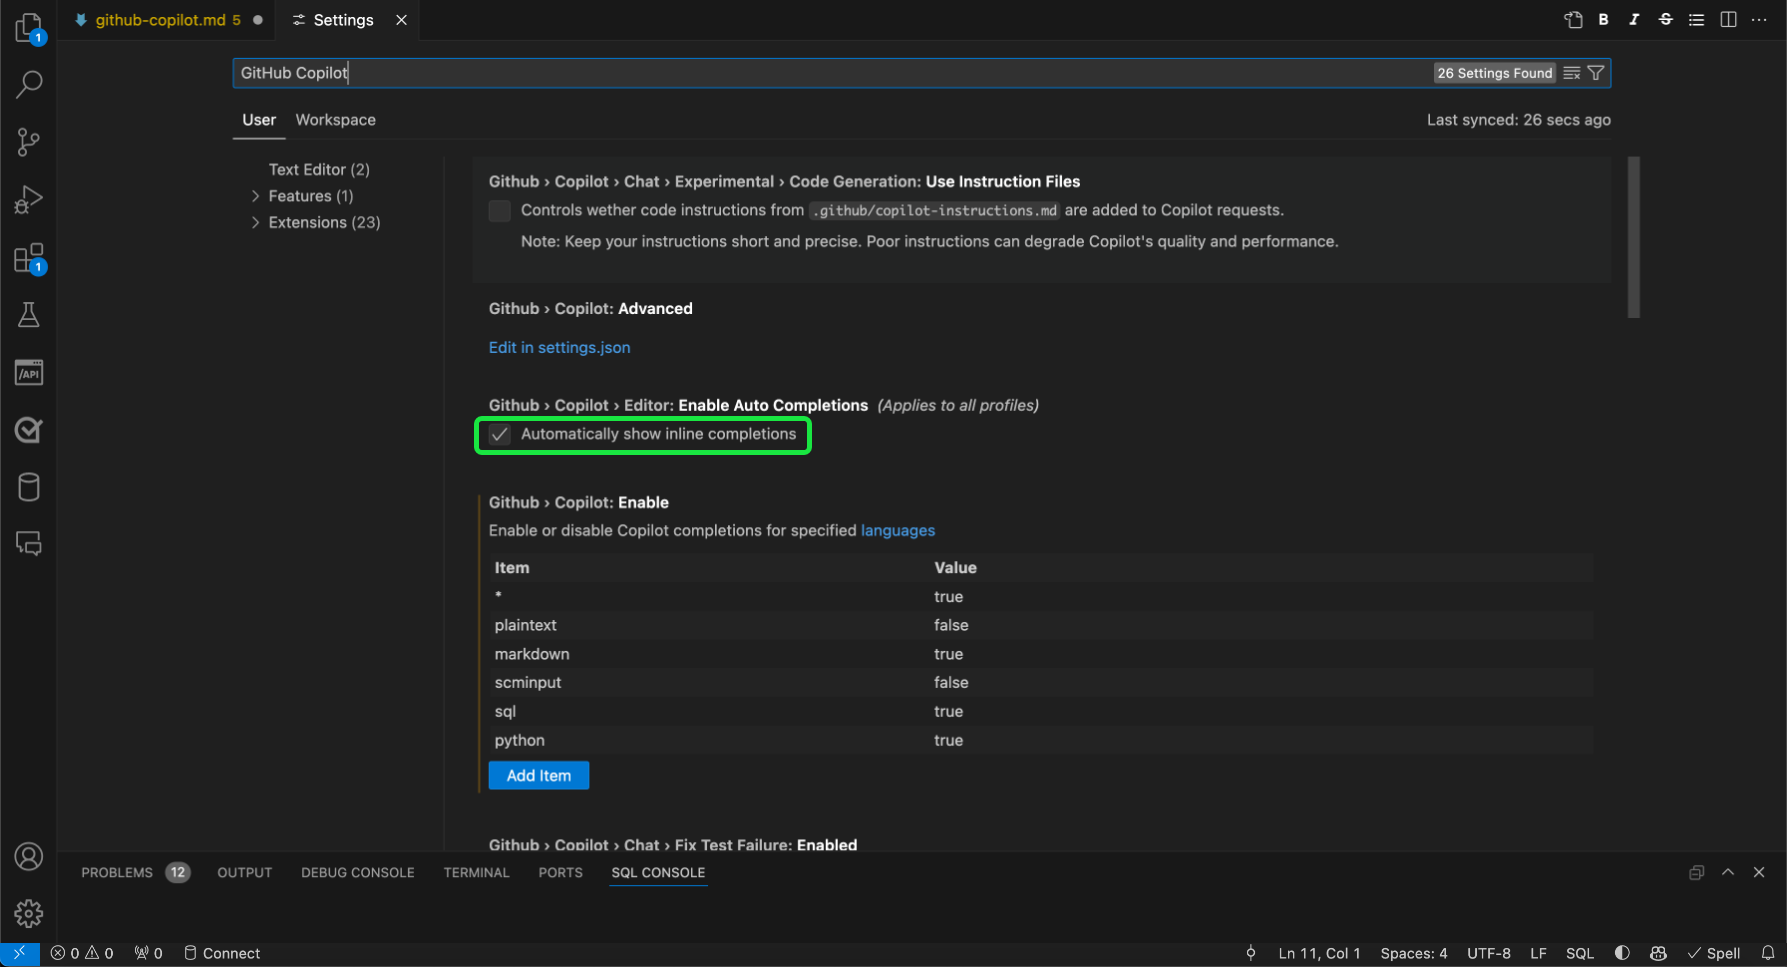 github-copilot.md 5
Settings
1
GitHub Copilot
26 Settings Found
User
Workspace
Last synced: 26 secs ago
Text Editor (2)
Features (1)
Extensions (23)
1
/API
Github › Copilot › Chat › Experimental › Code Generation: Use Instruction Files
Controls wether code instructions from .github/copilot-instructions.md are added to Copilot requests.
Note: Keep your instructions short and precise. Poor instructions can degrade Copilot's quality and performance.
Github › Copilot: Advanced
Edit in settings.json
Github › Copilot › Editor: Enable Auto Completions (Applies to all profiles)
Automatically show inline completions
Github › Copilot: Enable
Enable or disable Copilot completions for specified languages
Item Value
* true
plaintext false
markdown true
scminput false
sql true
python true
Add Item
Github › Copilot › Chat › Fix Test Failure: Enabled
PROBLEMS 12 OUTPUT DEBUG CONSOLE TERMINAL PORTS SQL CONSOLE
0 0 0 Connect Ln 11, Col 1 Spaces: 4 UTF-8 LF SQL Spell